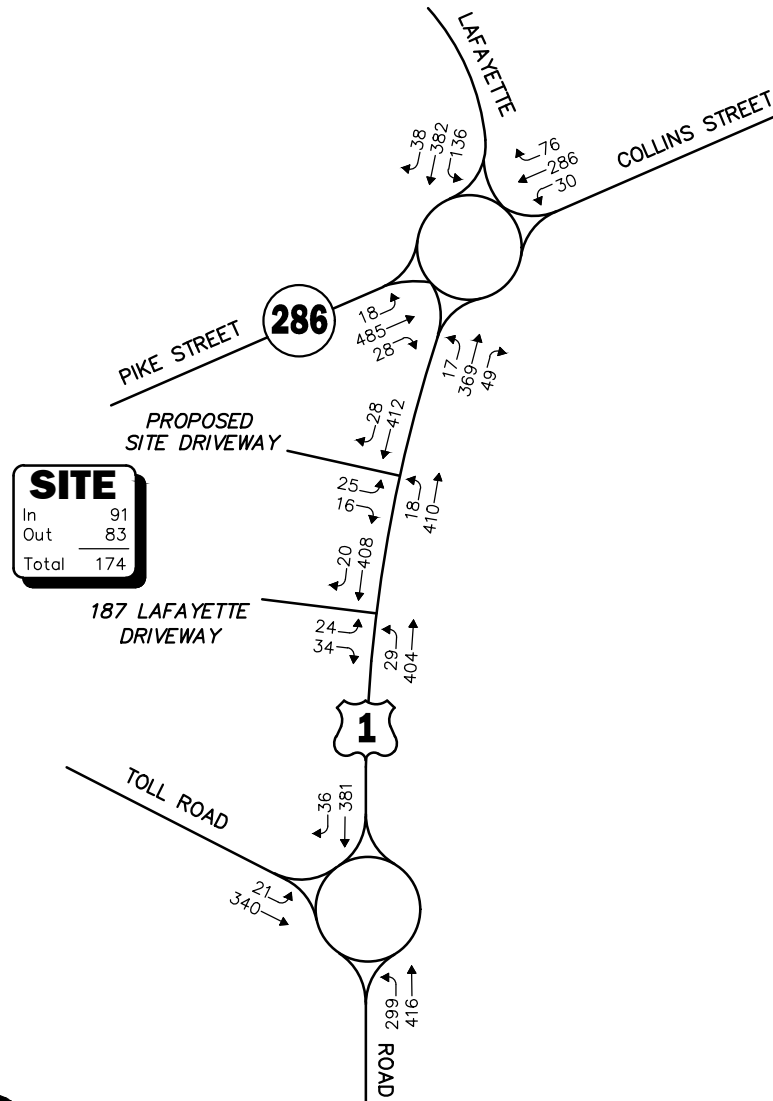 LAFAYETTE
COLLINS STREET
38
382
136
76
286
30
286
PIKE STREET
18
485
28
17
369
49
PROPOSED
SITE DRIVEWAY
28
412
SITE
In 91
Out 83
Total 174
25
16
18
410
20
408
187 LAFAYETTE
DRIVEWAY
24
34
29
404
1
TOLL ROAD
36
381
21
340
299
416
ROAD